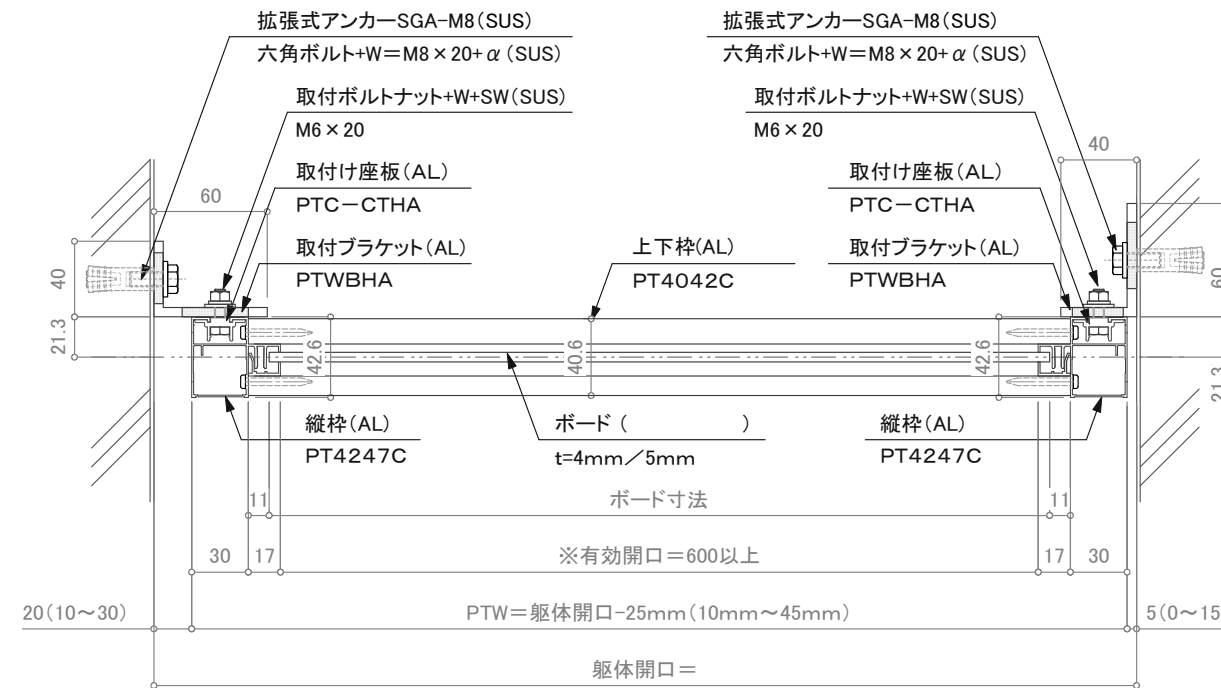 拡張式アンカーSGA-M8(SUS)
六角ボルト+W=M8×20+α(SUS)
取付ボルトナット+W+SW(SUS)
M6×20
取付け座板(AL)
PTC-CTHA
取付ブラケット(AL)
PTWBHA
上下枠(AL)
PT4042C
拡張式アンカーSGA-M8(SUS)
六角ボルト+W=M8×20+α(SUS)
取付ボルトナット+W+SW(SUS)
M6×20
取付け座板(AL)
PTC-CTHA
取付ブラケット(AL)
PTWBHA
60
40
40
21.3
60
21.3
42.6
40.6
42.6
縦枠(AL)
PT4247C
ボード( )
t=4mm/5mm
縦枠(AL)
PT4247C
11
ボード寸法
11
30
17
※有効開口=600以上
17
30
20(10~30)
PTW=躯体開口-25mm(10mm~45mm)
5(0~15
躯体開口=